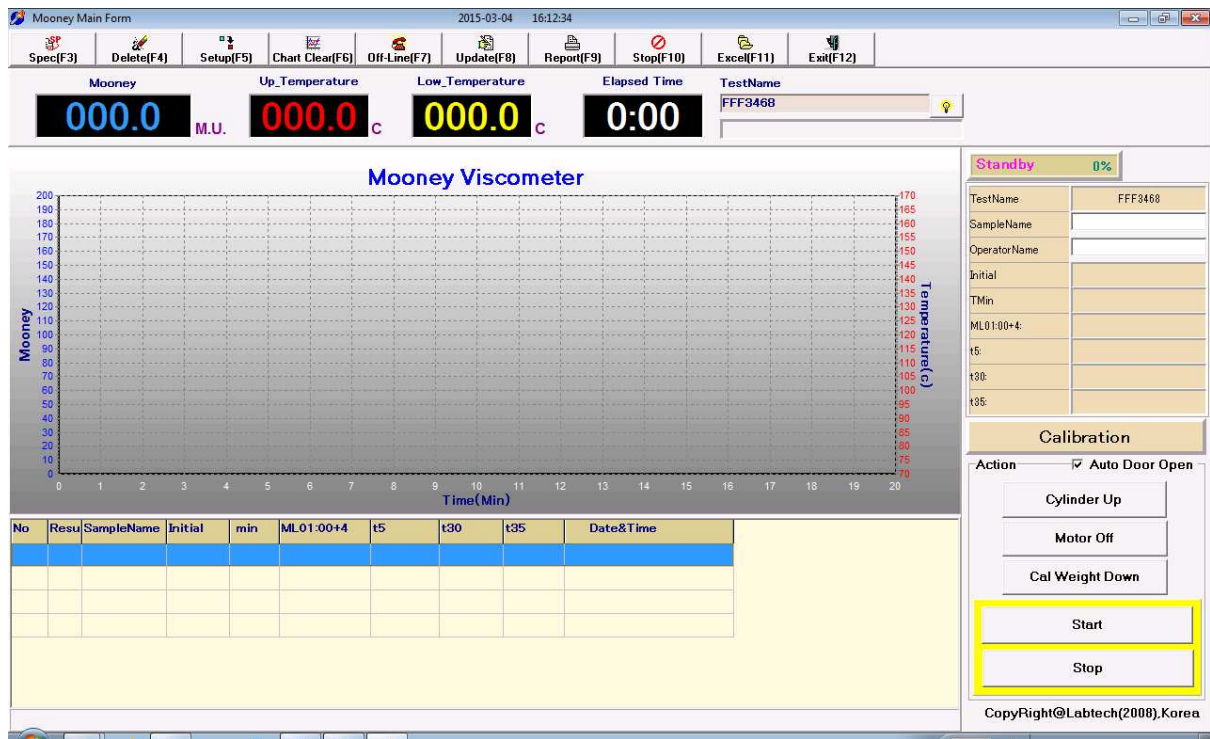 Mooney Main Form 2015-03-04 16:12:34
Spec(F3) Delete(F4) Setup(F5) Chart Clear(F6) Off-Line(F7) Update(F8) Report(F9) Stop(F10) Excel(F11) Exit(F12)
Mooney Up_Temperature Low_Temperature Elapsed Time TestName
000.0 M.U. 000.0 C 000.0 C 0:00 FFF3468
Mooney Viscometer
Mooney
200
190
180
170
160
150
140
130
120
110
100
90
80
70
60
50
40
30
20
10
0
170
165
160
155
150
145
140
135
130
125
120
115
110
105
100
95
90
85
80
75
70
Temperature(c)
0 1 2 3 4 5 6 7 8 9 10 11 12 13 14 15 16 17 18 19 20
Time(Min)
No Resu SampleName Initial min ML01:00+4 t5 t30 t35 Date&Time
Standby 0%
TestName FFF3468
SampleName
OperatorName
Initial
TMin
ML01:00+4:
t5:
t30:
t35:
Calibration
Action Auto Door Open
Cylinder Up
Motor Off
Cal Weight Down
Start
Stop
CopyRight@Labtech(2008),Korea